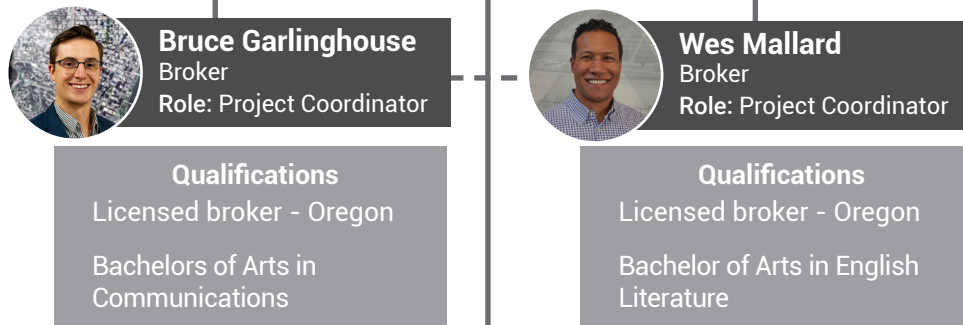 Bruce Garlinghouse
Broker
Role: Project Coordinator
Qualifications
Licensed broker - Oregon
Bachelors of Arts in
Communications
Wes Mallard
Broker
Role: Project Coordinator
Qualifications
Licensed broker - Oregon
Bachelor of Arts in English
Literature